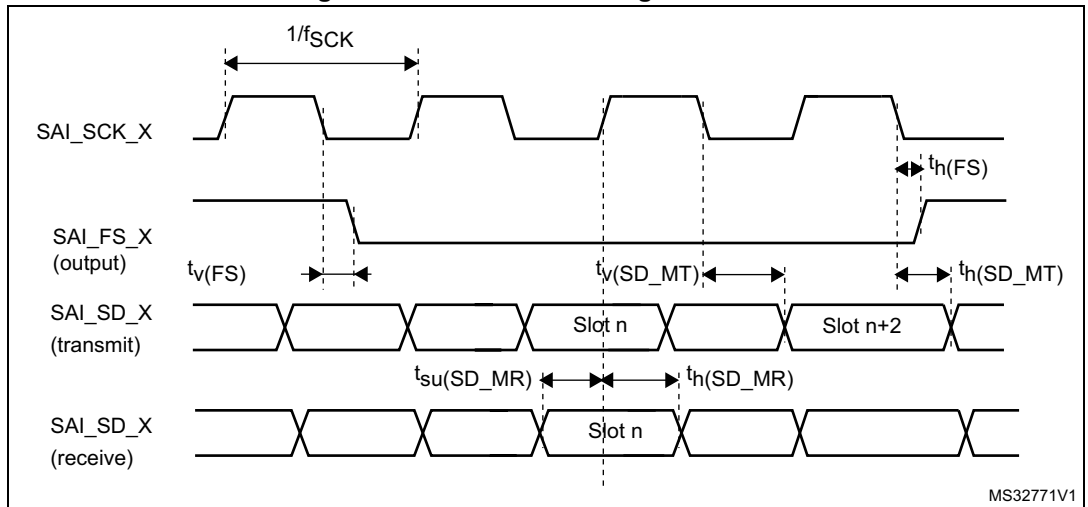 1/fSCK
SAI_SCK_X
th(FS)
SAI_FS_X
(output)
tv(FS)
tv(SD_MT)
th(SD_MT)
SAI_SD_X
(transmit)
Slot n
Slot n+2
tsu(SD_MR)
th(SD_MR)
SAI_SD_X
(receive)
Slot n
MS32771V1